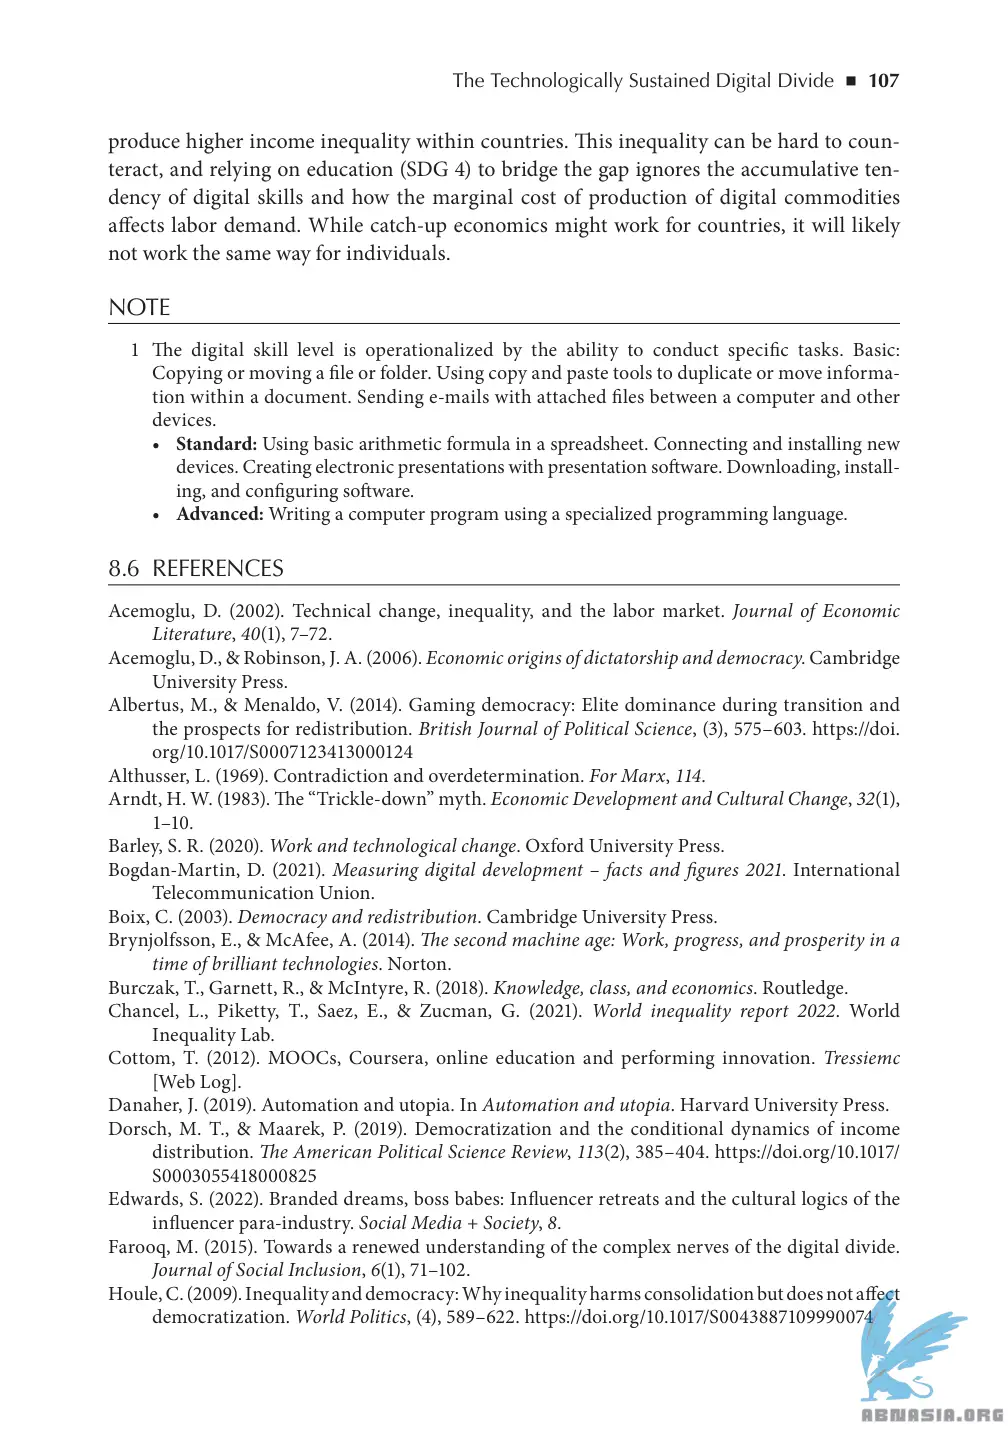 The Technologically Sustained Digital Divide ■ 107
produce higher income inequality within countries. This inequality can be hard to coun-
teract, and relying on education (SDG 4) to bridge the gap ignores the accumulative ten-
dency of digital skills and how the marginal cost of production of digital commodities
affects labor demand. While catch-up economics might work for countries, it will likely
not work the same way for individuals.
NOTE
1 The digital skill level is operationalized by the ability to conduct specific tasks. Basic:
Copying or moving a file or folder. Using copy and paste tools to duplicate or move informa-
tion within a document. Sending e-mails with attached files between a computer and other
devices.
• Standard: Using basic arithmetic formula in a spreadsheet. Connecting and installing new
devices. Creating electronic presentations with presentation software. Downloading, install-
ing, and configuring software.
• Advanced: Writing a computer program using a specialized programming language.
8.6 REFERENCES
Acemoglu, D. (2002). Technical change, inequality, and the labor market. Journal of Economic
Literature, 40(1), 7–72.
Acemoglu, D., & Robinson, J. A. (2006). Economic origins of dictatorship and democracy. Cambridge
University Press.
Albertus, M., & Menaldo, V. (2014). Gaming democracy: Elite dominance during transition and
the prospects for redistribution. British Journal of Political Science, (3), 575–603. https://doi.
org/10.1017/S0007123413000124
Althusser, L. (1969). Contradiction and overdetermination. For Marx, 114.
Arndt, H. W. (1983). The “Trickle-down” myth. Economic Development and Cultural Change, 32(1),
1–10.
Barley, S. R. (2020). Work and technological change. Oxford University Press.
Bogdan-Martin, D. (2021). Measuring digital development – facts and figures 2021. International
Telecommunication Union.
Boix, C. (2003). Democracy and redistribution. Cambridge University Press.
Brynjolfsson, E., & McAfee, A. (2014). The second machine age: Work, progress, and prosperity in a
time of brilliant technologies. Norton.
Burczak, T., Garnett, R., & McIntyre, R. (2018). Knowledge, class, and economics. Routledge.
Chancel, L., Piketty, T., Saez, E., & Zucman, G. (2021). World inequality report 2022. World
Inequality Lab.
Cottom, T. (2012). MOOCs, Coursera, online education and performing innovation. Tressiemc
[Web Log].
Danaher, J. (2019). Automation and utopia. In Automation and utopia. Harvard University Press.
Dorsch, M. T., & Maarek, P. (2019). Democratization and the conditional dynamics of income
distribution. The American Political Science Review, 113(2), 385–404. https://doi.org/10.1017/
S0003055418000825
Edwards, S. (2022). Branded dreams, boss babes: Influencer retreats and the cultural logics of the
influencer para-industry. Social Media + Society, 8.
Farooq, M. (2015). Towards a renewed understanding of the complex nerves of the digital divide.
Journal of Social Inclusion, 6(1), 71–102.
Houle, C. (2009). Inequality and democracy: Why inequality harms consolidation but does not affect
democratization. World Politics, (4), 589–622. https://doi.org/10.1017/S0043887109990074
ABNASIA.ORG